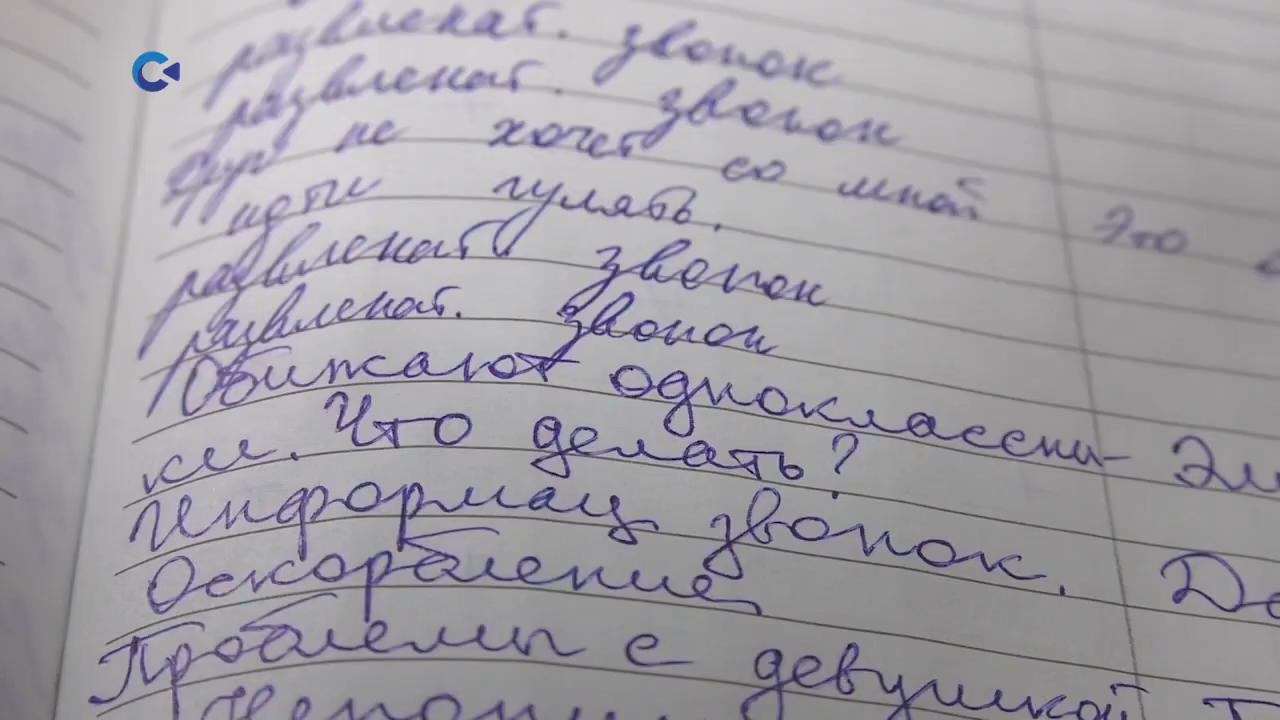 развлекат. звонок
развлекат. звонок
Друг не хочет со мной Это
идти гулять.
развлекат. звонок
развлекат. звонок
Обижают одноклассни-
ки. Что делать?
Информац. звонок.
Оскорбление
Проблемы с девушкой